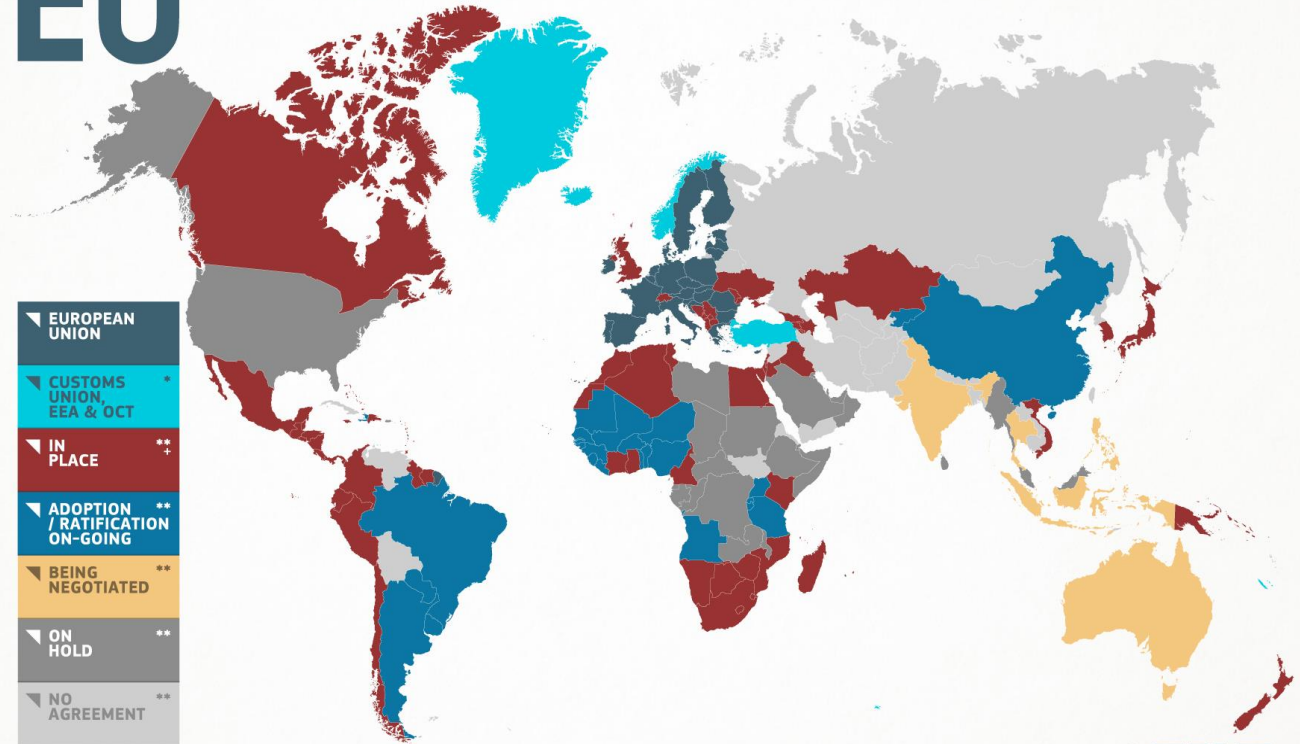 EU
EUROPEAN
UNION
CUSTOMS *
UNION,
EEA & OCT
IN **
PLACE +
ADOPTION **
/ RATIFICATION
ON-GOING
BEING **
NEGOTIATED
ON **
HOLD
NO **
AGREEMENT